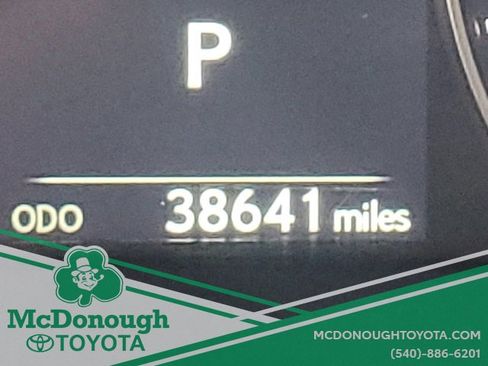 P
ODO 38641 miles
McDonough
TOYOTA
MCDONOUGHTOYOTA.COM
(540)-886-6201